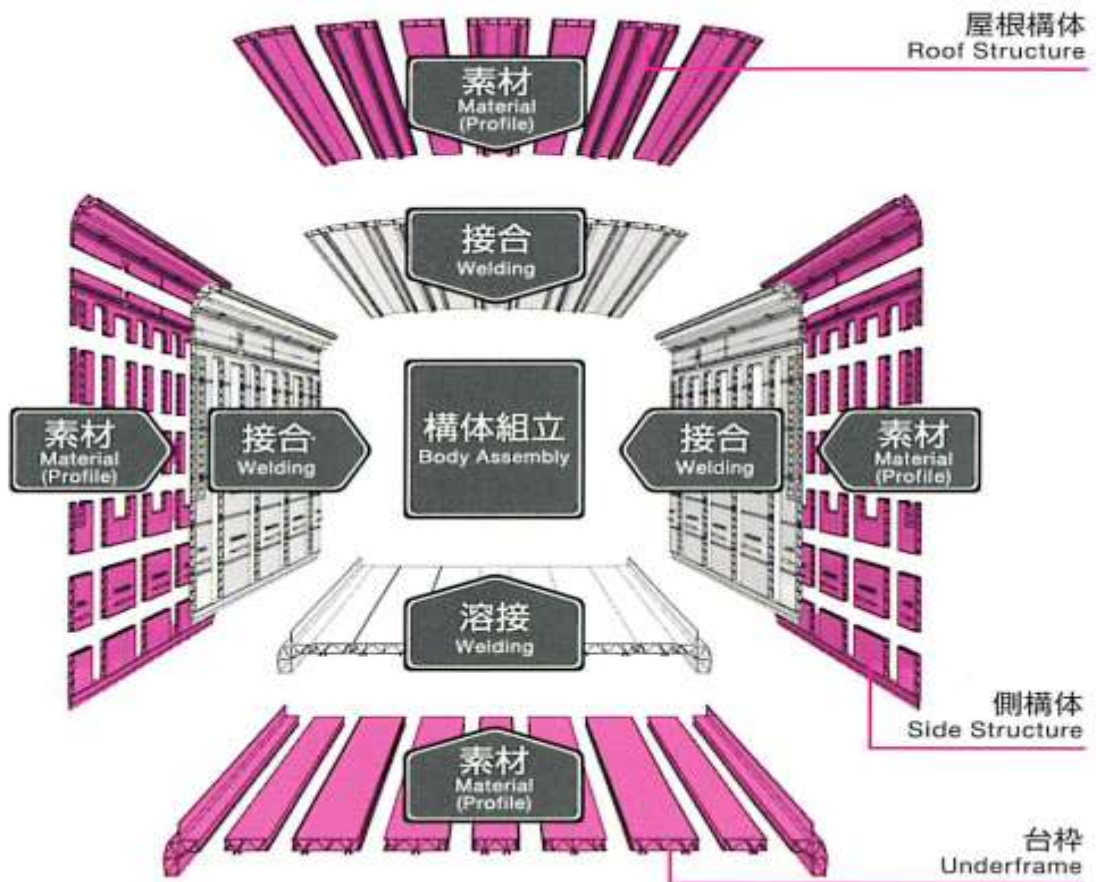 屋根構体
Roof Structure
素材
Material
(Profile)
接合
Welding
素材
Material
(Profile)
接合
Welding
構体組立
Body Assembly
接合
Welding
素材
Material
(Profile)
溶接
Welding
側構体
Side Structure
素材
Material
(Profile)
台枠
Underframe